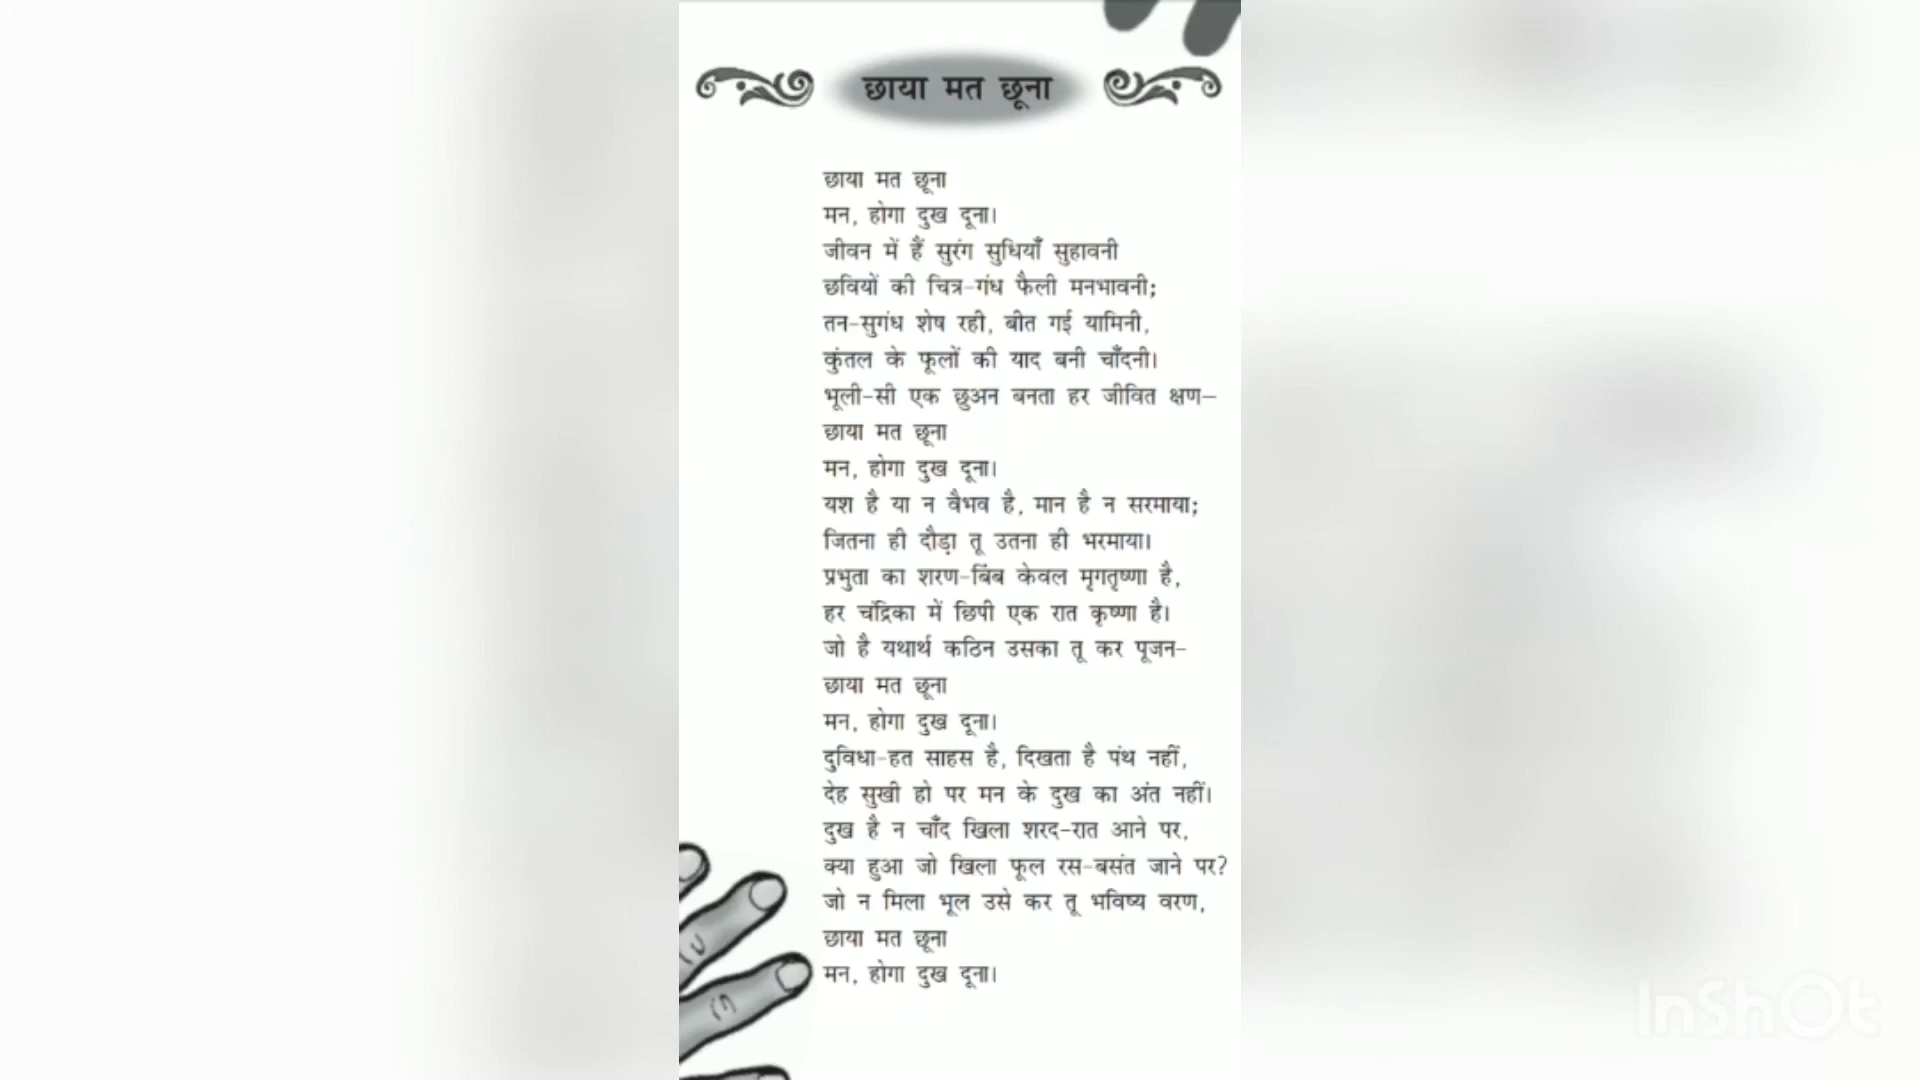 छाया मत छूना
छाया मत छूना
मन, होगा दुख दूना।
जीवन में हैं सुरंग सुधियाँ सुहावनी
छवियों की चित्र-गंध फैली मनभावनी;
तन-सुगंध शेष रही, बीत गई यामिनी,
कुंतल के फूलों की याद बनी चाँदनी।
भूली-सी एक छुअन बनता हर जीवित क्षण–
छाया मत छूना
मन, होगा दुख दूना।
यश है या न वैभव है, मान है न सरमाया;
जितना ही दौड़ा तू उतना ही भरमाया।
प्रभुता का शरण-बिंब केवल मृगतृष्णा है,
हर चंद्रिका में छिपी एक रात कृष्णा है।
जो है यथार्थ कठिन उसका तू कर पूजन-
छाया मत छूना
मन, होगा दुख दूना।
दुविधा-हत साहस है, दिखता है पंथ नहीं,
देह सुखी हो पर मन के दुख का अंत नहीं।
दुख है न चाँद खिला शरद-रात आने पर,
क्या हुआ जो खिला फूल रस-बसंत जाने पर?
जो न मिला भूल उसे कर तू भविष्य वरण,
छाया मत छूना
मन, होगा दुख दूना।
InShOt